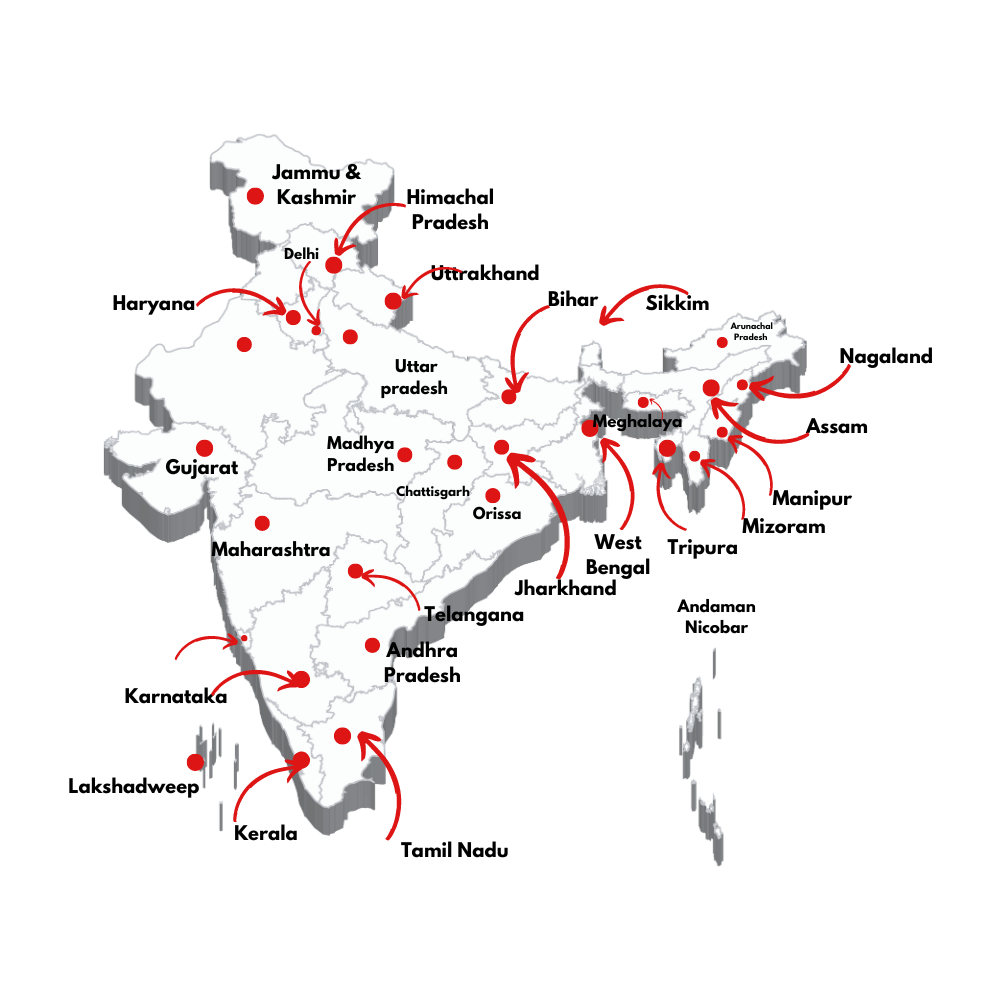 Jammu &
Kashmir
Himachal
Pradesh
Delhi
Uttrakhand
Haryana
Bihar
Sikkim
Arunachal
Pradesh
Nagaland
Uttar
pradesh
Meghalaya
Assam
Madhya
Pradesh
Gujarat
Chattisgarh
Manipur
Orissa
Mizoram
Maharashtra
West
Bengal
Tripura
Jharkhand
Telangana
Andaman
Nicobar
Andhra
Pradesh
Karnataka
Lakshadweep
Kerala
Tamil Nadu